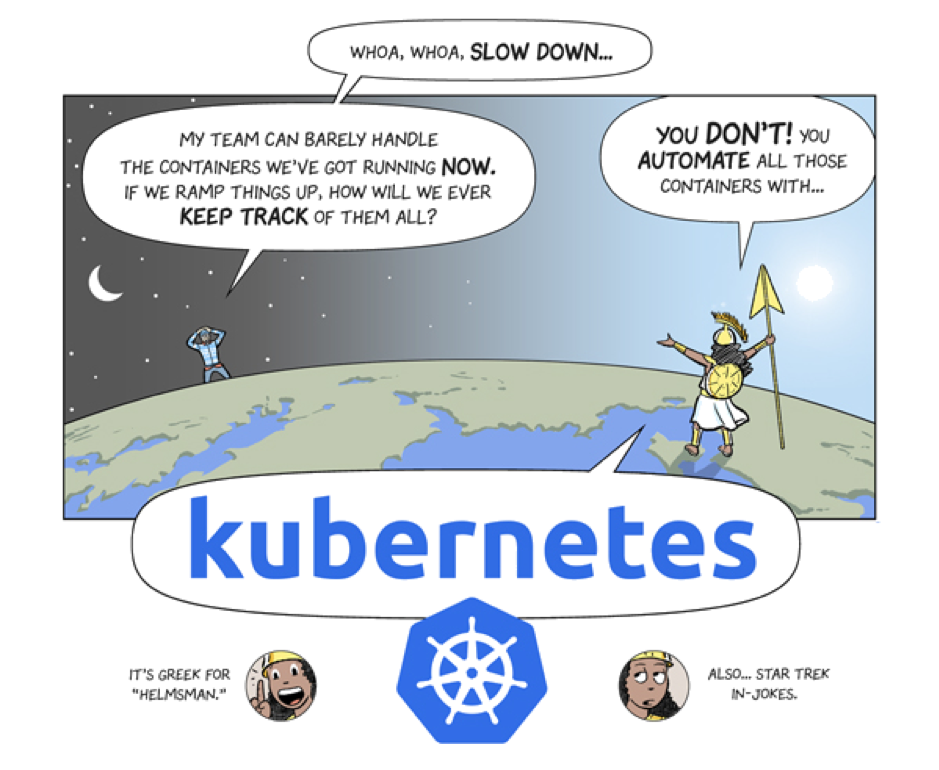 WHOA, WHOA, SLOW DOWN...
MY TEAM CAN BARELY HANDLE
THE CONTAINERS WE'VE GOT RUNNING NOW.
IF WE RAMP THINGS UP, HOW WILL WE EVER
KEEP TRACK OF THEM ALL?
YOU DON'T! YOU
AUTOMATE ALL THOSE
CONTAINERS WITH...
kubernetes
IT'S GREEK FOR
"HELMSMAN."
ALSO... STAR TREK
IN-JOKES.